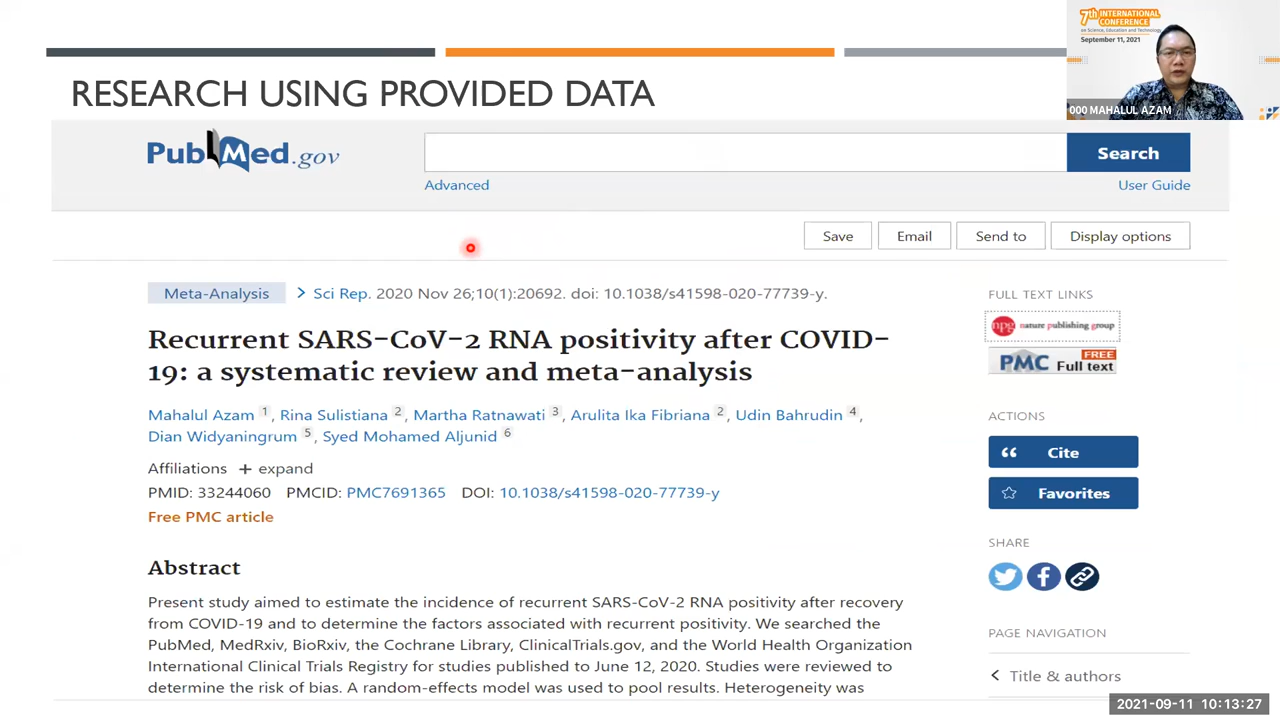 7th INTERNATIONAL
CONFERENCE
on Science, Education and Technology
September 11, 2021
000 MAHALUL AZAM
RESEARCH USING PROVIDED DATA
PubMed.gov
Search
Advanced
User Guide
Save
Email
Send to
Display options
Meta-Analysis > Sci Rep. 2020 Nov 26;10(1):20692. doi: 10.1038/s41598-020-77739-y.
Recurrent SARS-CoV-2 RNA positivity after COVID-
19: a systematic review and meta-analysis
Mahalul Azam 1, Rina Sulistiana 2, Martha Ratnawati 3, Arulita Ika Fibriana 2, Udin Bahrudin 4,
Dian Widyaningrum 5, Syed Mohamed Aljunid 6
Affiliations + expand
PMID: 33244060 PMCID: PMC7691365 DOI: 10.1038/s41598-020-77739-y
Free PMC article
Abstract
Present study aimed to estimate the incidence of recurrent SARS-CoV-2 RNA positivity after recovery
from COVID-19 and to determine the factors associated with recurrent positivity. We searched the
PubMed, MedRxiv, BioRxiv, the Cochrane Library, ClinicalTrials.gov, and the World Health Organization
International Clinical Trials Registry for studies published to June 12, 2020. Studies were reviewed to
determine the risk of bias. A random-effects model was used to pool results. Heterogeneity was
FULL TEXT LINKS
npg nature publishing group
PMC FREE Full text
ACTIONS
Cite
Favorites
SHARE
PAGE NAVIGATION
< Title & authors
2021-09-11 10:13:27